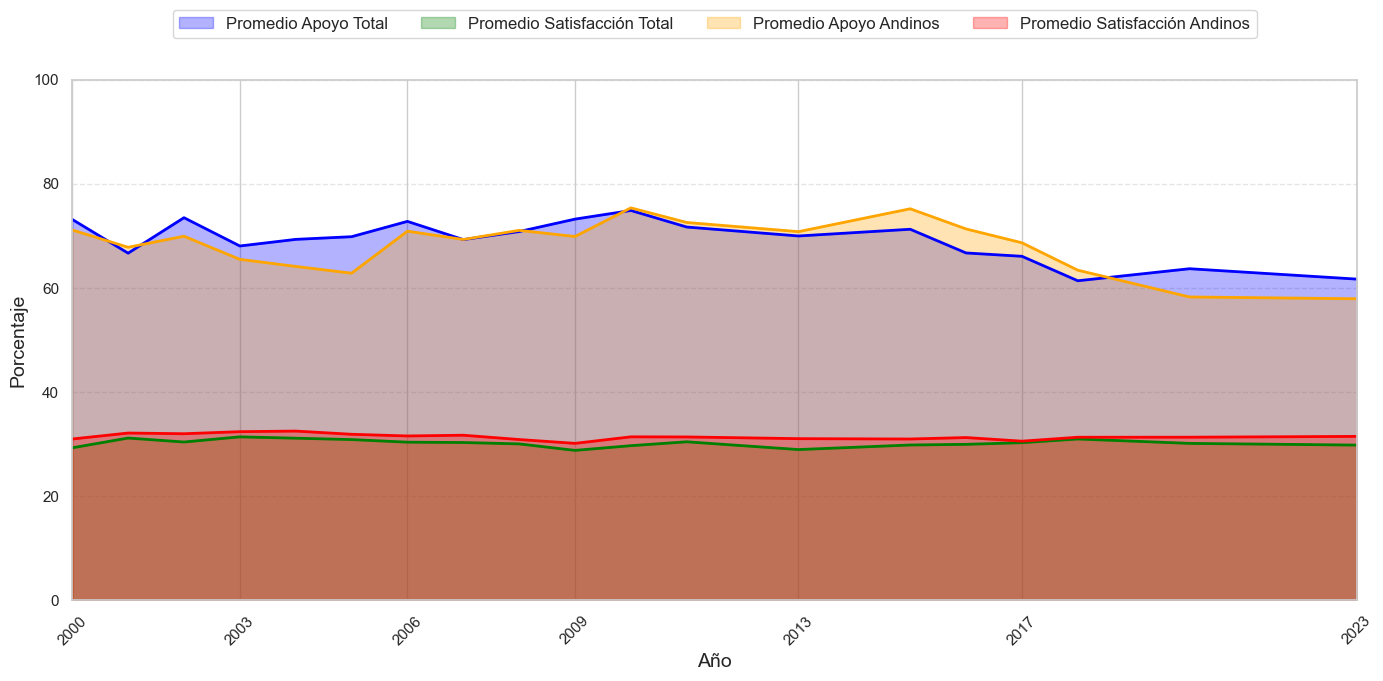 Promedio Apoyo Total Promedio Satisfacción Total Promedio Apoyo Andinos Promedio Satisfacción Andinos
100
80
60
40
20
0
Porcentaje
2000 2003 2006 2009 2013 2017 2023
Año